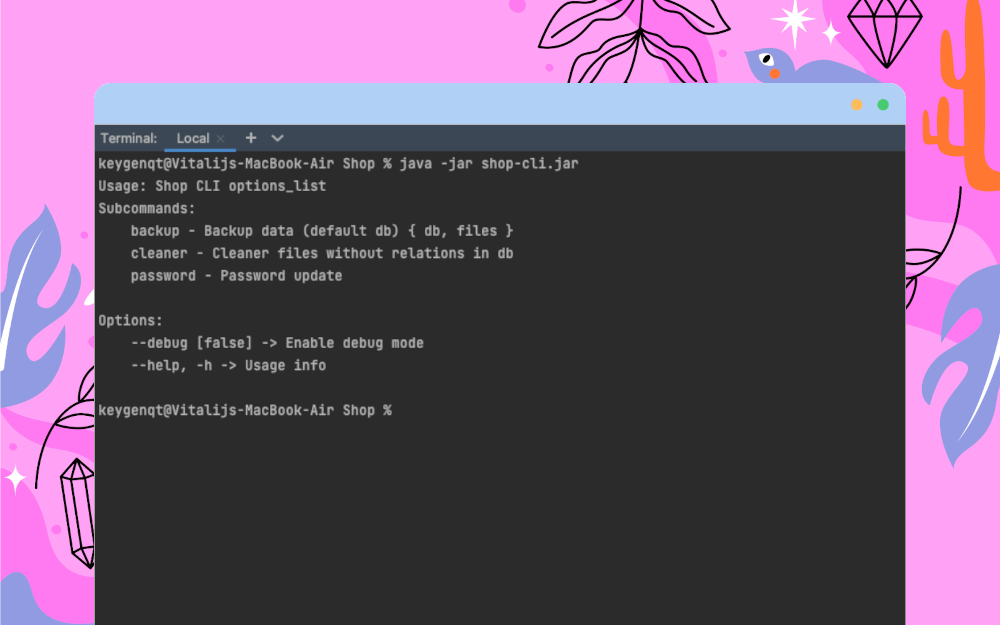 Terminal: Local × + 
keygenqt@Vitalijs-MacBook-Air Shop % java -jar shop-cli.jar
Usage: Shop CLI options_list
Subcommands:
    backup - Backup data (default db) { db, files }
    cleaner - Cleaner files without relations in db
    password - Password update
Options:
    --debug [false] -> Enable debug mode
    --help, -h -> Usage info
keygenqt@Vitalijs-MacBook-Air Shop %